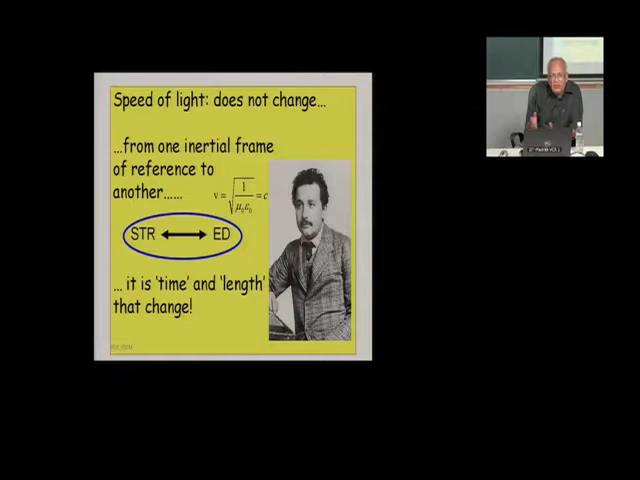 Speed of light: does not change…
…from one inertial frame
of reference to
another……
v = √(1/μ₀ε₀) = c
STR ⟷ ED
… it is ‘time’ and ‘length’
that change!